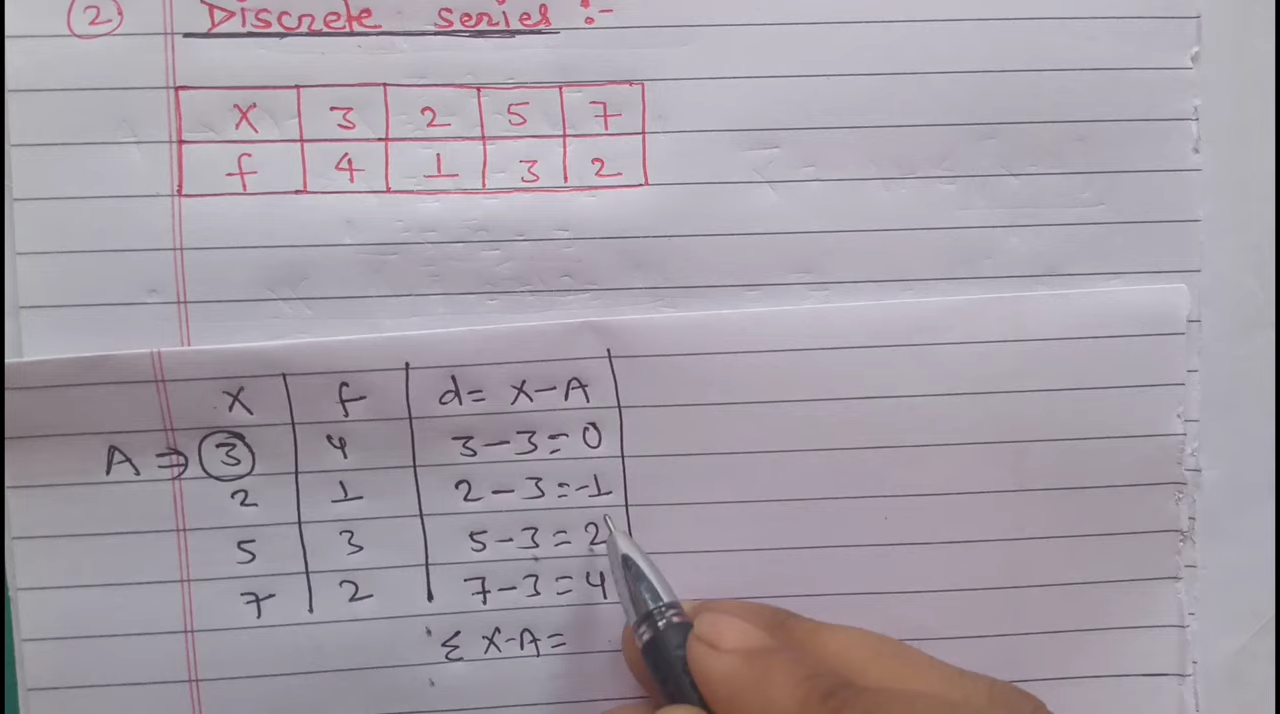 2 Discrete series :-
X 3 2 5 7
f 4 1 3 2
X f d= X-A
A ⇒ 3 4 3-3=0
2 1 2-3=-1
5 3 5-3=2
7 2 7-3=4
Σ X-A=